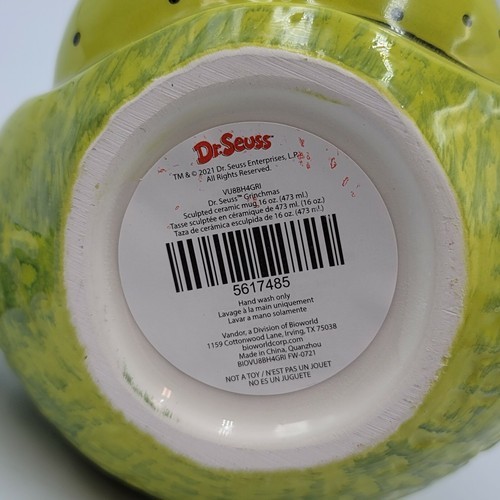 Dr. Seuss™
TM & © 2021 Dr. Seuss Enterprises, L.P.
All Rights Reserved.
VU8BH4GRI
Dr. Seuss™ Grinchmas
Sculpted ceramic mug 16 oz. (473 ml.)
Tasse sculptée en céramique de 473 ml. (16 oz.)
Taza de cerámica esculpida de 16 oz. (473 ml.)
5617485
Hand wash only
Lavage à la main uniquement
Lavar a mano solamente
Vandor, a Division of Bioworld
1159 Cottonwood Lane, Irving, TX 75038
bioworldcorp.com
Made in China, Quanzhou
BIOVU8BH4GRI FW-0721
NOT A TOY / N'EST PAS UN JOUET
NO ES UN JUGUETE